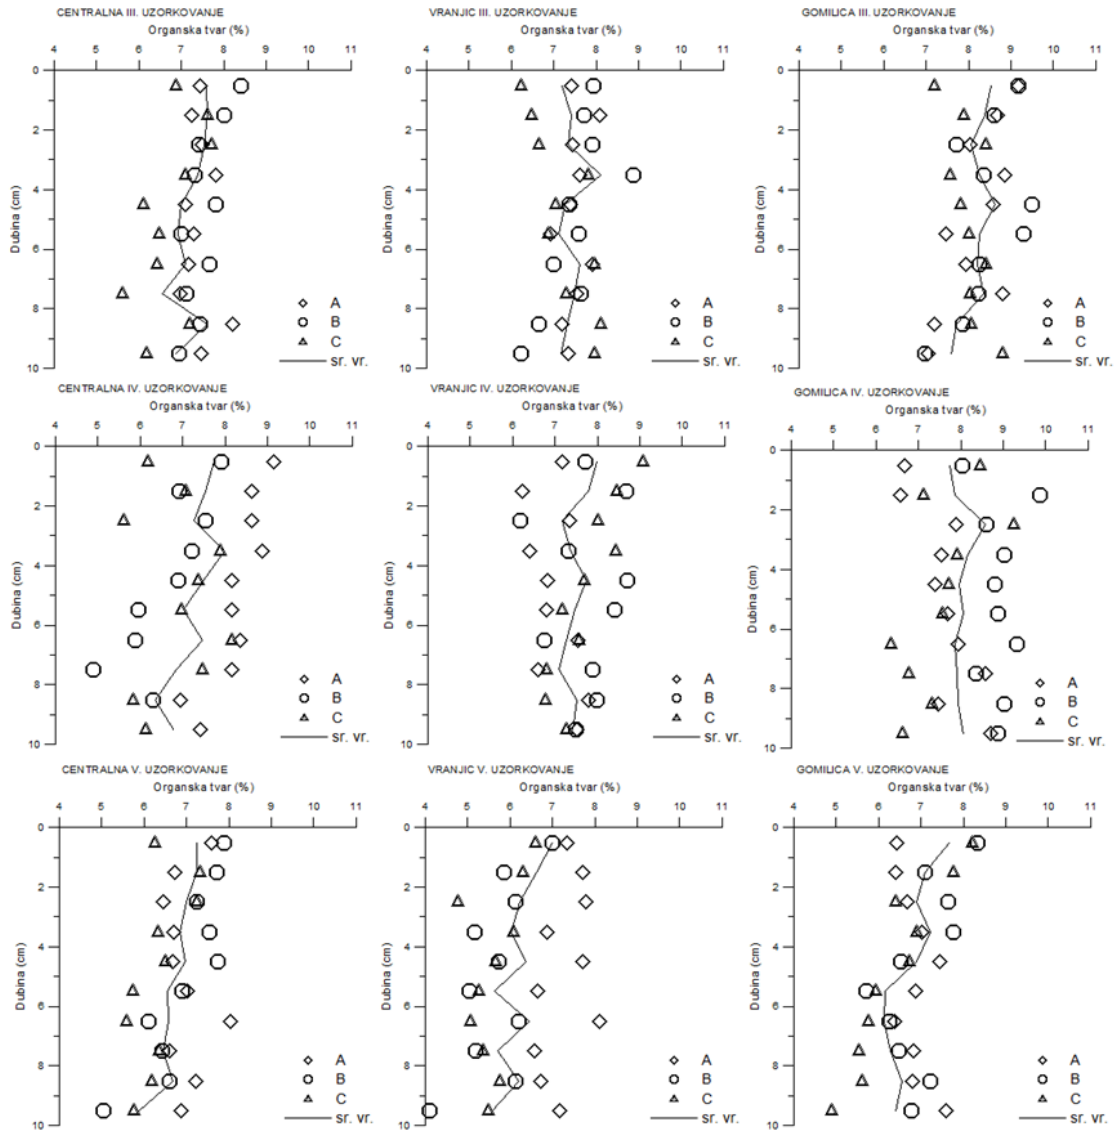 CENTRALNA III. UZORKOVANJE
Organska tvar (%)
4 5 6 7 8 9 10 11
0
2
4
6
8
10
Dubina (cm)
A
B
C
sr. vr.
VRANJIC III. UZORKOVANJE
Organska tvar (%)
4 5 6 7 8 9 10 11
0
2
4
6
8
10
Dubina (cm)
A
B
C
sr. vr.
GOMILICA III. UZORKOVANJE
Organska tvar (%)
4 5 6 7 8 9 10 11
0
2
4
6
8
10
Dubina (cm)
A
B
C
sr. vr.
CENTRALNA IV. UZORKOVANJE
Organska tvar (%)
4 5 6 7 8 9 10 11
0
2
4
6
8
10
Dubina (cm)
A
B
C
sr. vr.
VRANJIC IV. UZORKOVANJE
Organska tvar (%)
4 5 6 7 8 9 10 11
0
2
4
6
8
10
Dubina (cm)
A
B
C
sr. vr.
GOMILICA IV. UZORKOVANJE
Organska tvar (%)
4 5 6 7 8 9 10 11
0
2
4
6
8
10
Dubina (cm)
A
B
C
sr. vr.
CENTRALNA V. UZORKOVANJE
Organska tvar (%)
4 5 6 7 8 9 10 11
0
2
4
6
8
10
Dubina (cm)
A
B
C
sr. vr.
VRANJIC V. UZORKOVANJE
Organska tvar (%)
4 5 6 7 8 9 10 11
0
2
4
6
8
10
Dubina (cm)
A
B
C
sr. vr.
GOMILICA V. UZORKOVANJE
Organska tvar (%)
4 5 6 7 8 9 10 11
0
2
4
6
8
10
Dubina (cm)
A
B
C
sr. vr.